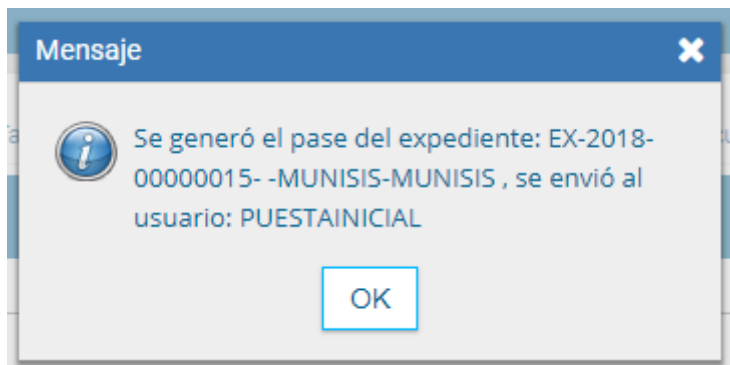 Mensaje
Se generó el pase del expediente: EX-2018-
00000015- -MUNISIS-MUNISIS , se envió al
usuario: PUESTAINICIAL
OK